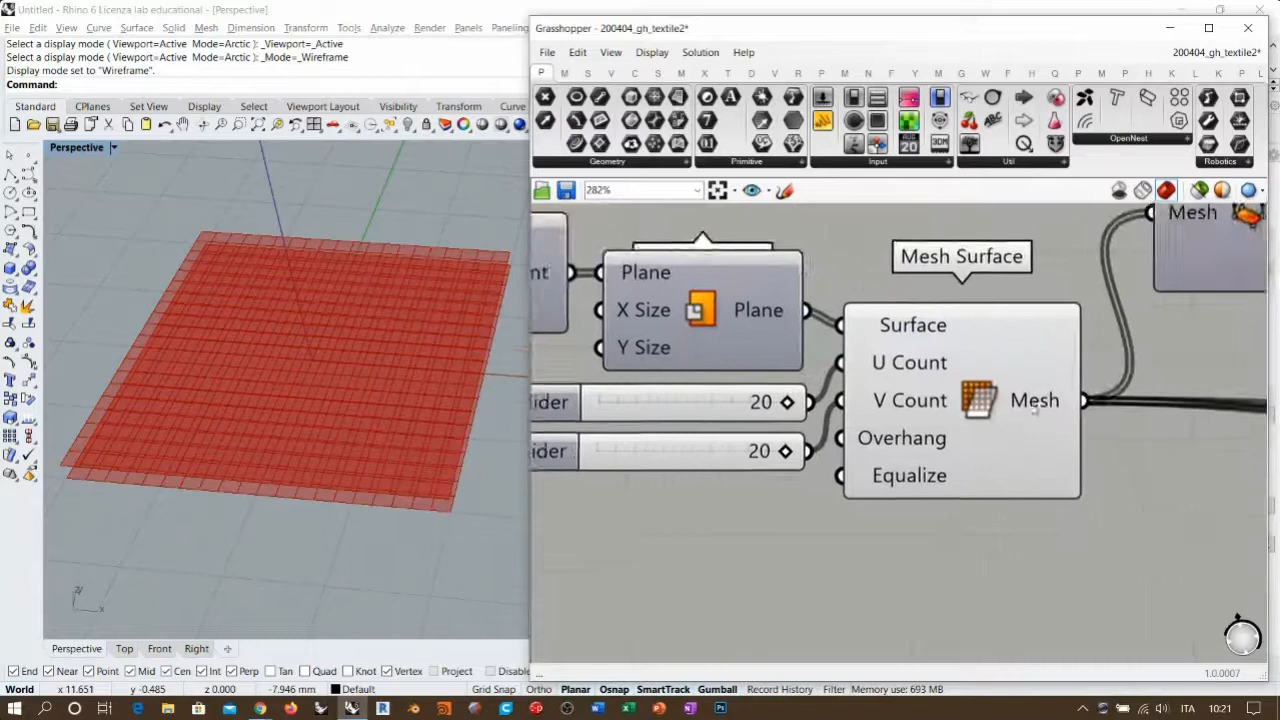 Untitled - Rhino 6 Licenza lab educational - [Perspective]
File Edit View Curve Surface Solid Mesh Dimension Transform Tools Analyze Render Panels Paneling
Select a display mode ( Viewport=Active Mode=Arctic ): _Viewport=_Active
Select a display mode ( Viewport=Active Mode=Arctic ): _Mode=_Wireframe
Display mode set to "Wireframe".
Command:
Standard CPlanes Set View Display Select Viewport Layout Visibility Transform Curve
Perspective
Grasshopper - 200404_gh_textile2*
File Edit View Display Solution Help
200404_gh_textile2*
P M S V C S M X T D V R P L B M N F H E Y M G L W F H D A T P M K S L K P L
Geometry Primitive Input Util OpenNest Robotics
AUG 20
282%
Mesh
Mesh Surface
nt
Plane
X Size
Plane
Y Size
Surface
U Count
V Count
Mesh
Overhang
Equalize
lider 20
ider 20
z x
Perspective Top Front Right
1.0.0007
End Near Point Mid Cen Int Perp Tan Quad Knot Vertex Project Disable
World x 11.651 y -0.485 z 0.000 -7.946 mm Default Grid Snap Ortho Planar Osnap SmartTrack Gumball Record History Filter Memory use: 693 MB
ITA 10:21